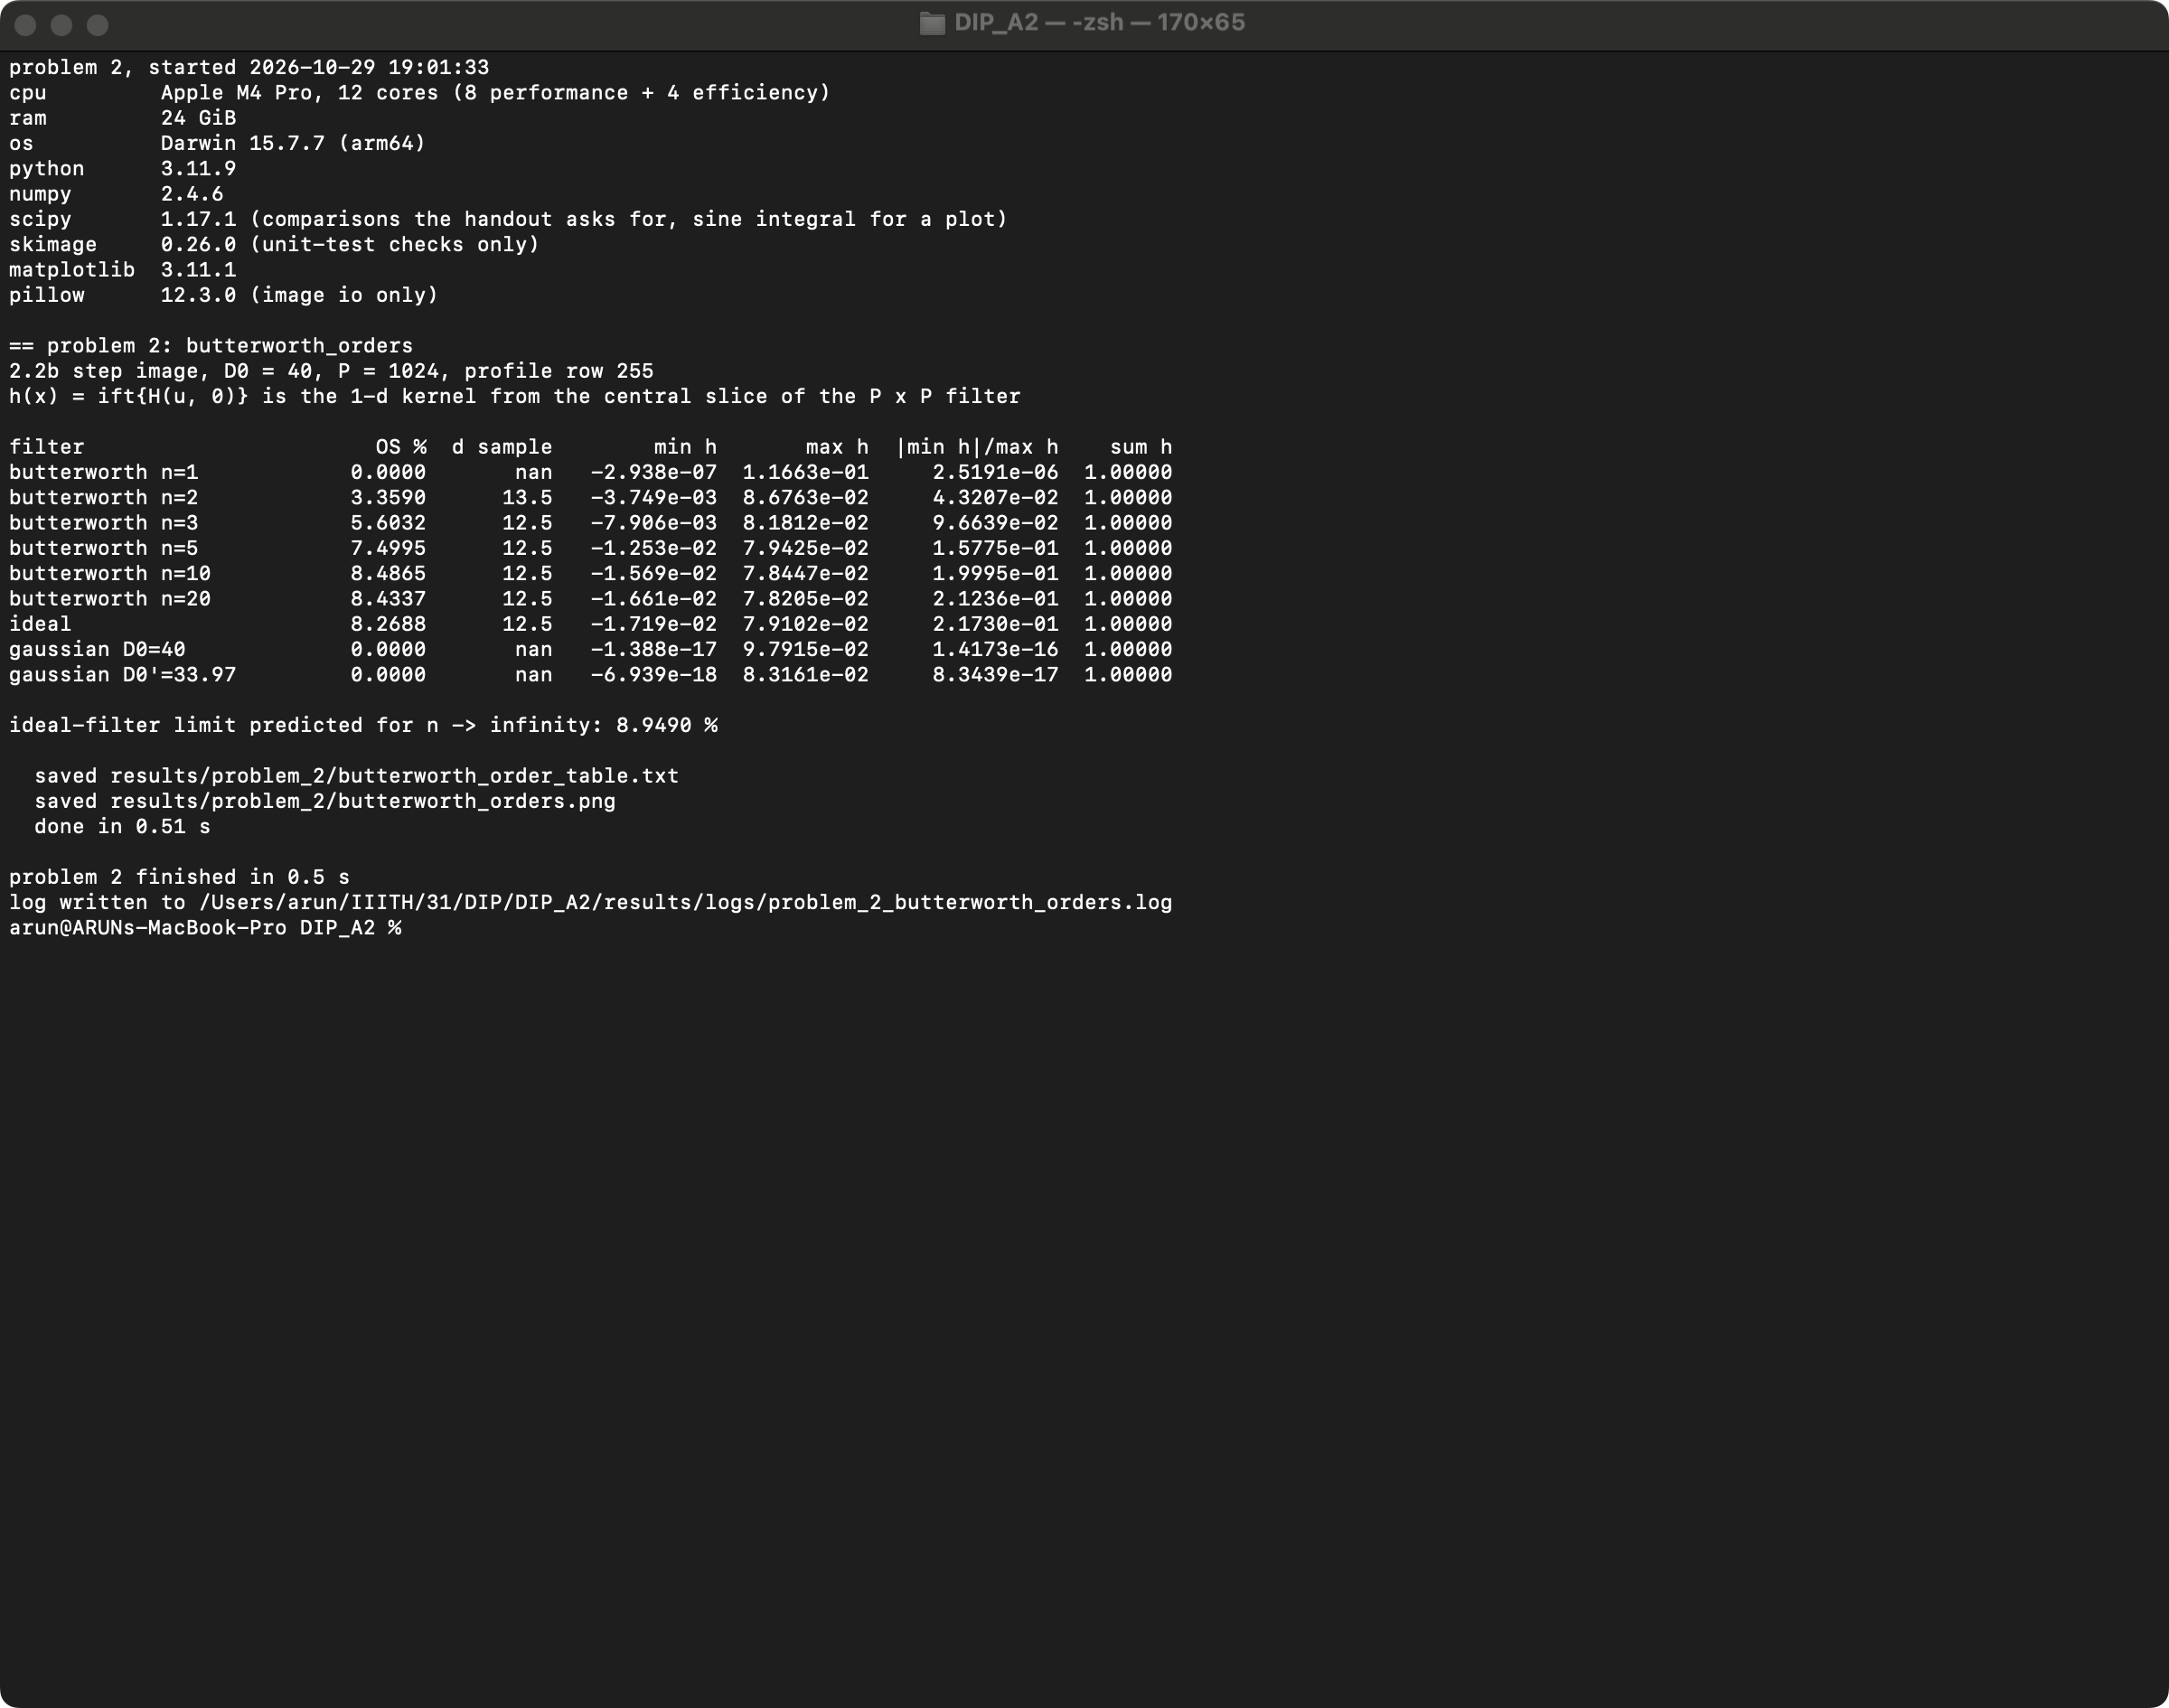 DIP_A2 — -zsh — 170×65
problem 2, started 2026-10-29 19:01:33
cpu         Apple M4 Pro, 12 cores (8 performance + 4 efficiency)
ram         24 GiB
os          Darwin 15.7.7 (arm64)
python      3.11.9
numpy       2.4.6
scipy       1.17.1 (comparisons the handout asks for, sine integral for a plot)
skimage     0.26.0 (unit-test checks only)
matplotlib  3.11.1
pillow      12.3.0 (image io only)

== problem 2: butterworth_orders
2.2b step image, D0 = 40, P = 1024, profile row 255
h(x) = ift{H(u, 0)} is the 1-d kernel from the central slice of the P x P filter

filter                       OS %  d sample        min h       max h  |min h|/max h    sum h
butterworth n=1            0.0000       nan   -2.938e-07  1.1663e-01     2.5191e-06  1.00000
butterworth n=2            3.3590      13.5   -3.749e-03  8.6763e-02     4.3207e-02  1.00000
butterworth n=3            5.6032      12.5   -7.906e-03  8.1812e-02     9.6639e-02  1.00000
butterworth n=5            7.4995      12.5   -1.253e-02  7.9425e-02     1.5775e-01  1.00000
butterworth n=10           8.4865      12.5   -1.569e-02  7.8447e-02     1.9995e-01  1.00000
butterworth n=20           8.4337      12.5   -1.661e-02  7.8205e-02     2.1236e-01  1.00000
ideal                      8.2688      12.5   -1.719e-02  7.9102e-02     2.1730e-01  1.00000
gaussian D0=40             0.0000       nan   -1.388e-17  9.7915e-02     1.4173e-16  1.00000
gaussian D0'=33.97         0.0000       nan   -6.939e-18  8.3161e-02     8.3439e-17  1.00000

ideal-filter limit predicted for n -> infinity: 8.9490 %

  saved results/problem_2/butterworth_order_table.txt
  saved results/problem_2/butterworth_orders.png
  done in 0.51 s

problem 2 finished in 0.5 s
log written to /Users/arun/IIITH/31/DIP/DIP_A2/results/logs/problem_2_butterworth_orders.log
arun@ARUNs-MacBook-Pro DIP_A2 %